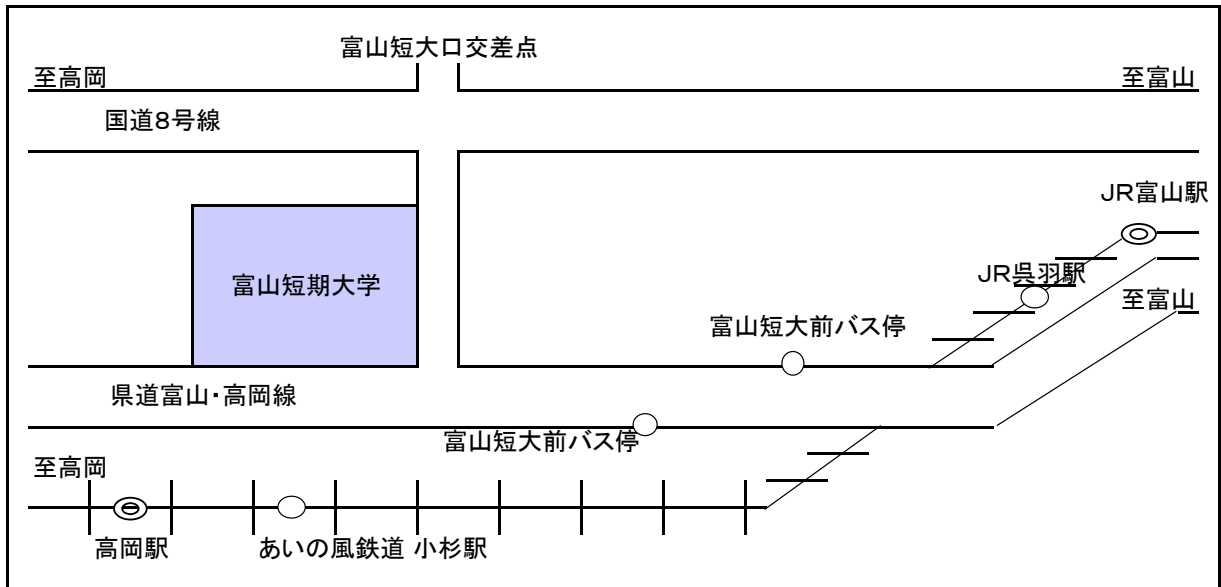 富山短大口交差点
至高岡
至富山
国道８号線
ＪＲ富山駅
富山短期大学
ＪＲ呉羽駅
至富山
富山短大前バス停
県道富山・高岡線
富山短大前バス停
至高岡
高岡駅
あいの風鉄道 小杉駅